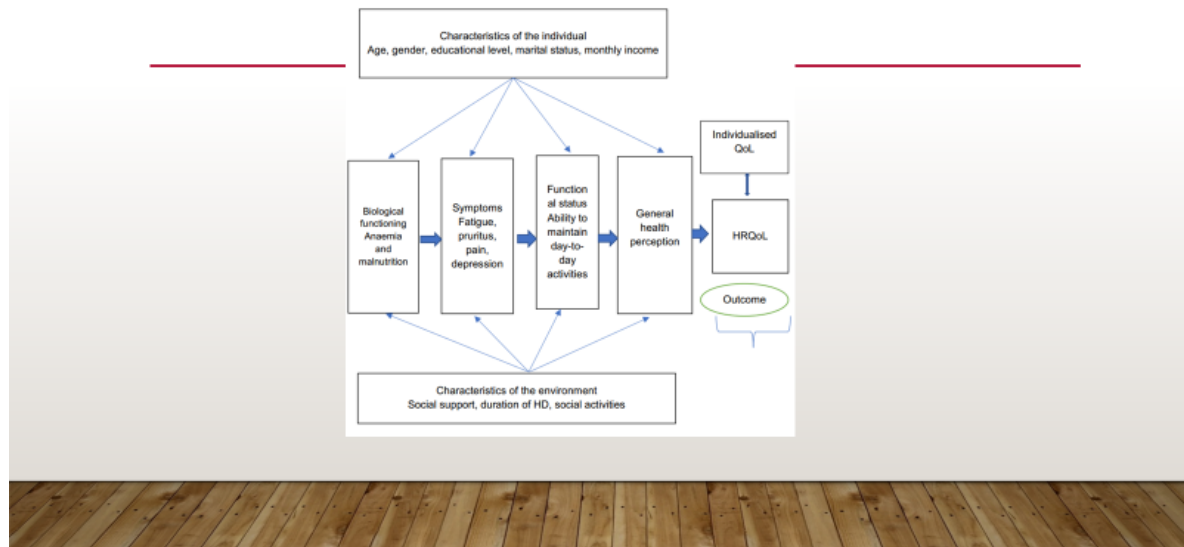 Characteristics of the individual
Age, gender, educational level, marital status, monthly income
Individualised
QoL
Biological
functioning
Anaemia
and
malnutrition
Symptoms
Fatigue,
pruritus,
pain,
depression
Function
al status
Ability to
maintain
day-to-
day
activities
General
health
perception
HRQoL
Outcome
Characteristics of the environment
Social support, duration of HD, social activities